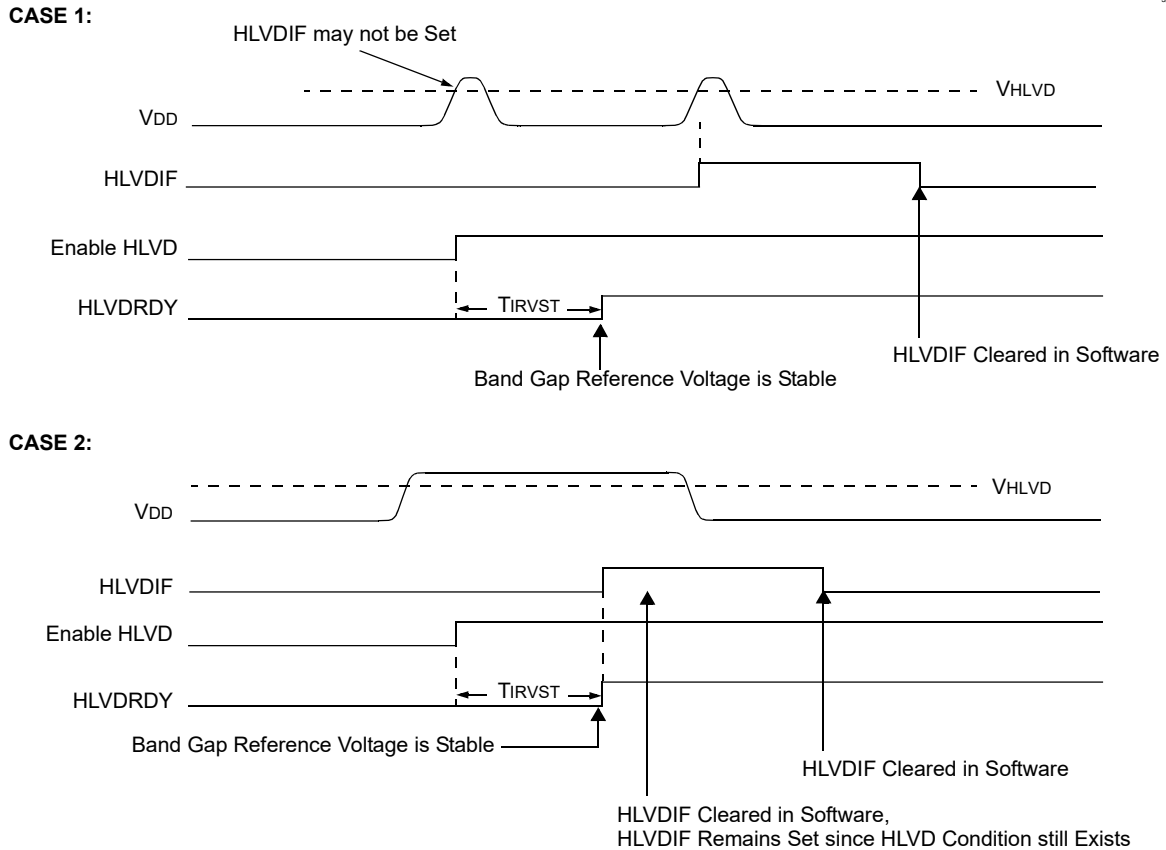 CASE 1:
HLVDIF may not be Set
VHLVD
VDD
HLVDIF
Enable HLVD
HLVDRDY
TIRVST
HLVDIF Cleared in Software
Band Gap Reference Voltage is Stable
CASE 2:
VHLVD
VDD
HLVDIF
Enable HLVD
HLVDRDY
TIRVST
Band Gap Reference Voltage is Stable
HLVDIF Cleared in Software
HLVDIF Cleared in Software,
HLVDIF Remains Set since HLVD Condition still Exists